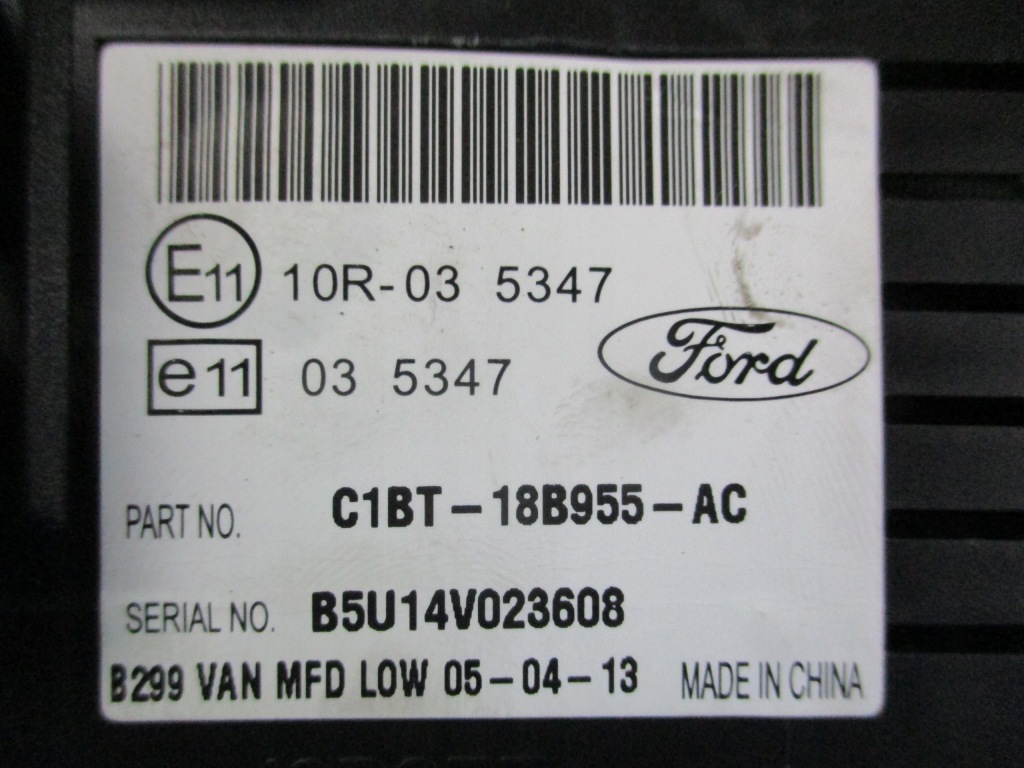 E11 10R-03 5347
e11 03 5347
Ford
PART NO. C1BT-18B955-AC
SERIAL NO. B5U14V023608
B299 VAN MFD LOW 05-04-13 MADE IN CHINA